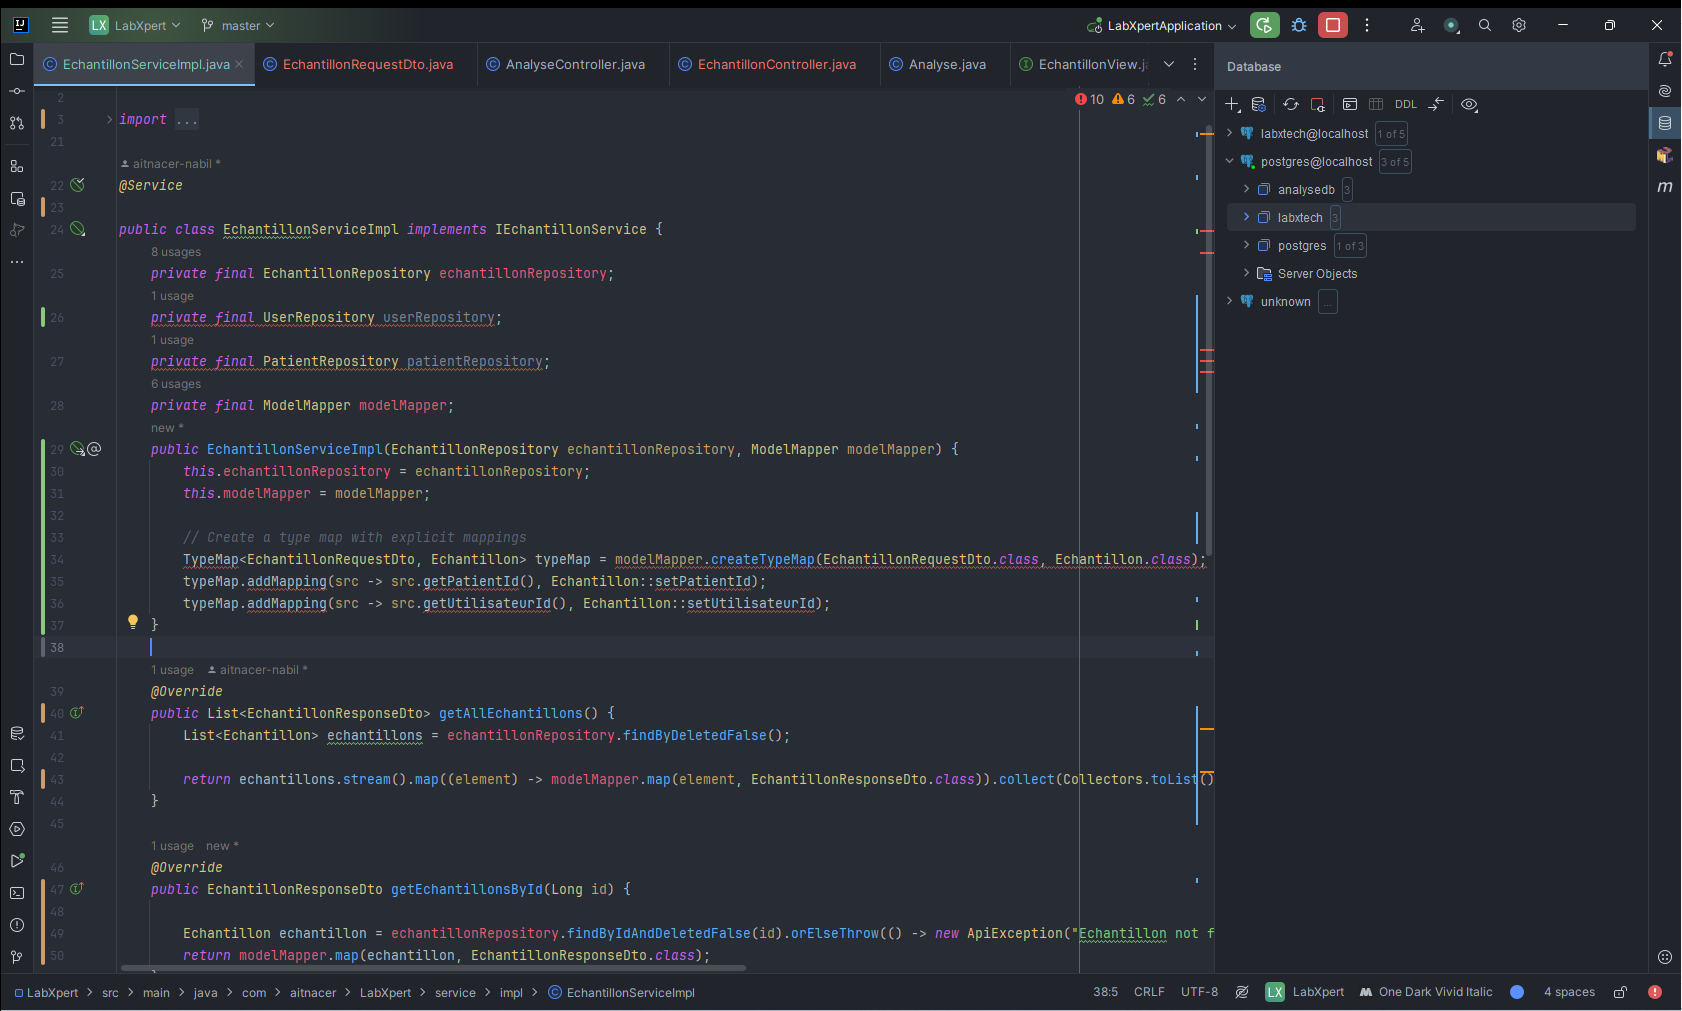 LX LabXpert master LabXpertApplication
EchantillonServiceImpl.java EchantillonRequestDto.java AnalyseController.java EchantillonController.java Analyse.java EchantillonView.ja Database
10 6 6
DDL
2
3 import ...
21
aitnacer-nabil *
22 @Service
23
24 public class EchantillonServiceImpl implements IEchantillonService {
8 usages
25 private final EchantillonRepository echantillonRepository;
1 usage
26 private final UserRepository userRepository;
1 usage
27 private final PatientRepository patientRepository;
6 usages
28 private final ModelMapper modelMapper;
new *
29 public EchantillonServiceImpl(EchantillonRepository echantillonRepository, ModelMapper modelMapper) {
30 this.echantillonRepository = echantillonRepository;
31 this.modelMapper = modelMapper;
32
33 // Create a type map with explicit mappings
34 TypeMap<EchantillonRequestDto, Echantillon> typeMap = modelMapper.createTypeMap(EchantillonRequestDto.class, Echantillon.class);
35 typeMap.addMapping(src -> src.getPatientId(), Echantillon::setPatientId);
36 typeMap.addMapping(src -> src.getUtilisateurId(), Echantillon::setUtilisateurId);
37 }
38
1 usage aitnacer-nabil *
39 @Override
40 public List<EchantillonResponseDto> getAllEchantillons() {
41 List<Echantillon> echantillons = echantillonRepository.findByDeletedFalse();
42
43 return echantillons.stream().map((element) -> modelMapper.map(element, EchantillonResponseDto.class)).collect(Collectors.toList()
44 }
45
1 usage new *
46 @Override
47 public EchantillonResponseDto getEchantillonsById(Long id) {
48
49 Echantillon echantillon = echantillonRepository.findByIdAndDeletedFalse(id).orElseThrow(() -> new ApiException("Echantillon not f
50 return modelMapper.map(echantillon, EchantillonResponseDto.class);
labxtech@localhost 1 of 5
postgres@localhost 3 of 5
analysedb 3
labxtech 3
postgres 1 of 3
Server Objects
unknown ...
m
LabXpert > src > main > java > com > aitnacer > LabXpert > service > impl > EchantillonServiceImpl 38:5 CRLF UTF-8 LX LabXpert One Dark Vivid Italic 4 spaces